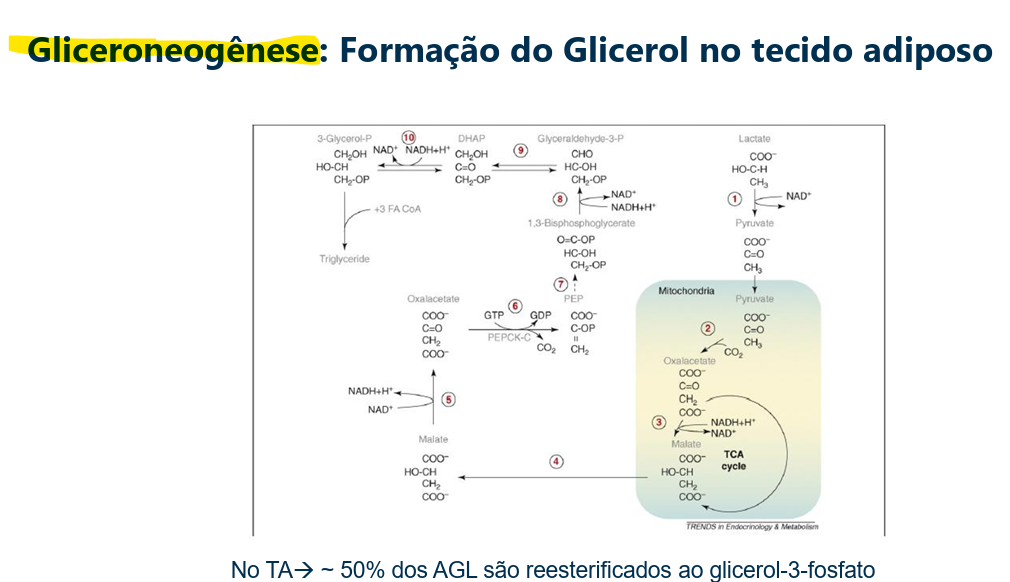 Gliceroneogênese: Formação do Glicerol no tecido adiposo
3-Glycerol-P
CH₂OH
HO-CH
CH₂-OP
10
NAD⁺ NADH+H⁺
DHAP
CH₂OH
C=O
CH₂-OP
9
Glyceraldehyde-3-P
CHO
HC-OH
CH₂-OP
Lactate
COO⁻
HO-C-H
CH₃
1
NAD⁺
8
NAD⁺
NADH+H⁺
+3 FA CoA
Triglyceride
1,3-Bisphosphoglycerate
O=C-OP
HC-OH
CH₂-OP
Pyruvate
COO⁻
C=O
CH₃
7
Mitochondria
Pyruvate
COO⁻
C=O
CH₃
2
CO₂
Oxalacetate
COO⁻
C=O
CH₂
COO⁻
6
GTP GDP
PEPCK-C
CO₂
PEP
COO⁻
C-OP
=
CH₂
Oxalacetate
COO⁻
C=O
CH₂
COO⁻
3
NADH+H⁺
NAD⁺
NADH+H⁺
NAD⁺
5
Malate
COO⁻
HO-CH
CH₂
COO⁻
4
Malate
COO⁻
HO-CH
CH₂
COO⁻
TCA
cycle
TRENDS in Endocrinology & Metabolism
No TA→ ~ 50% dos AGL são reesterificados ao glicerol-3-fosfato